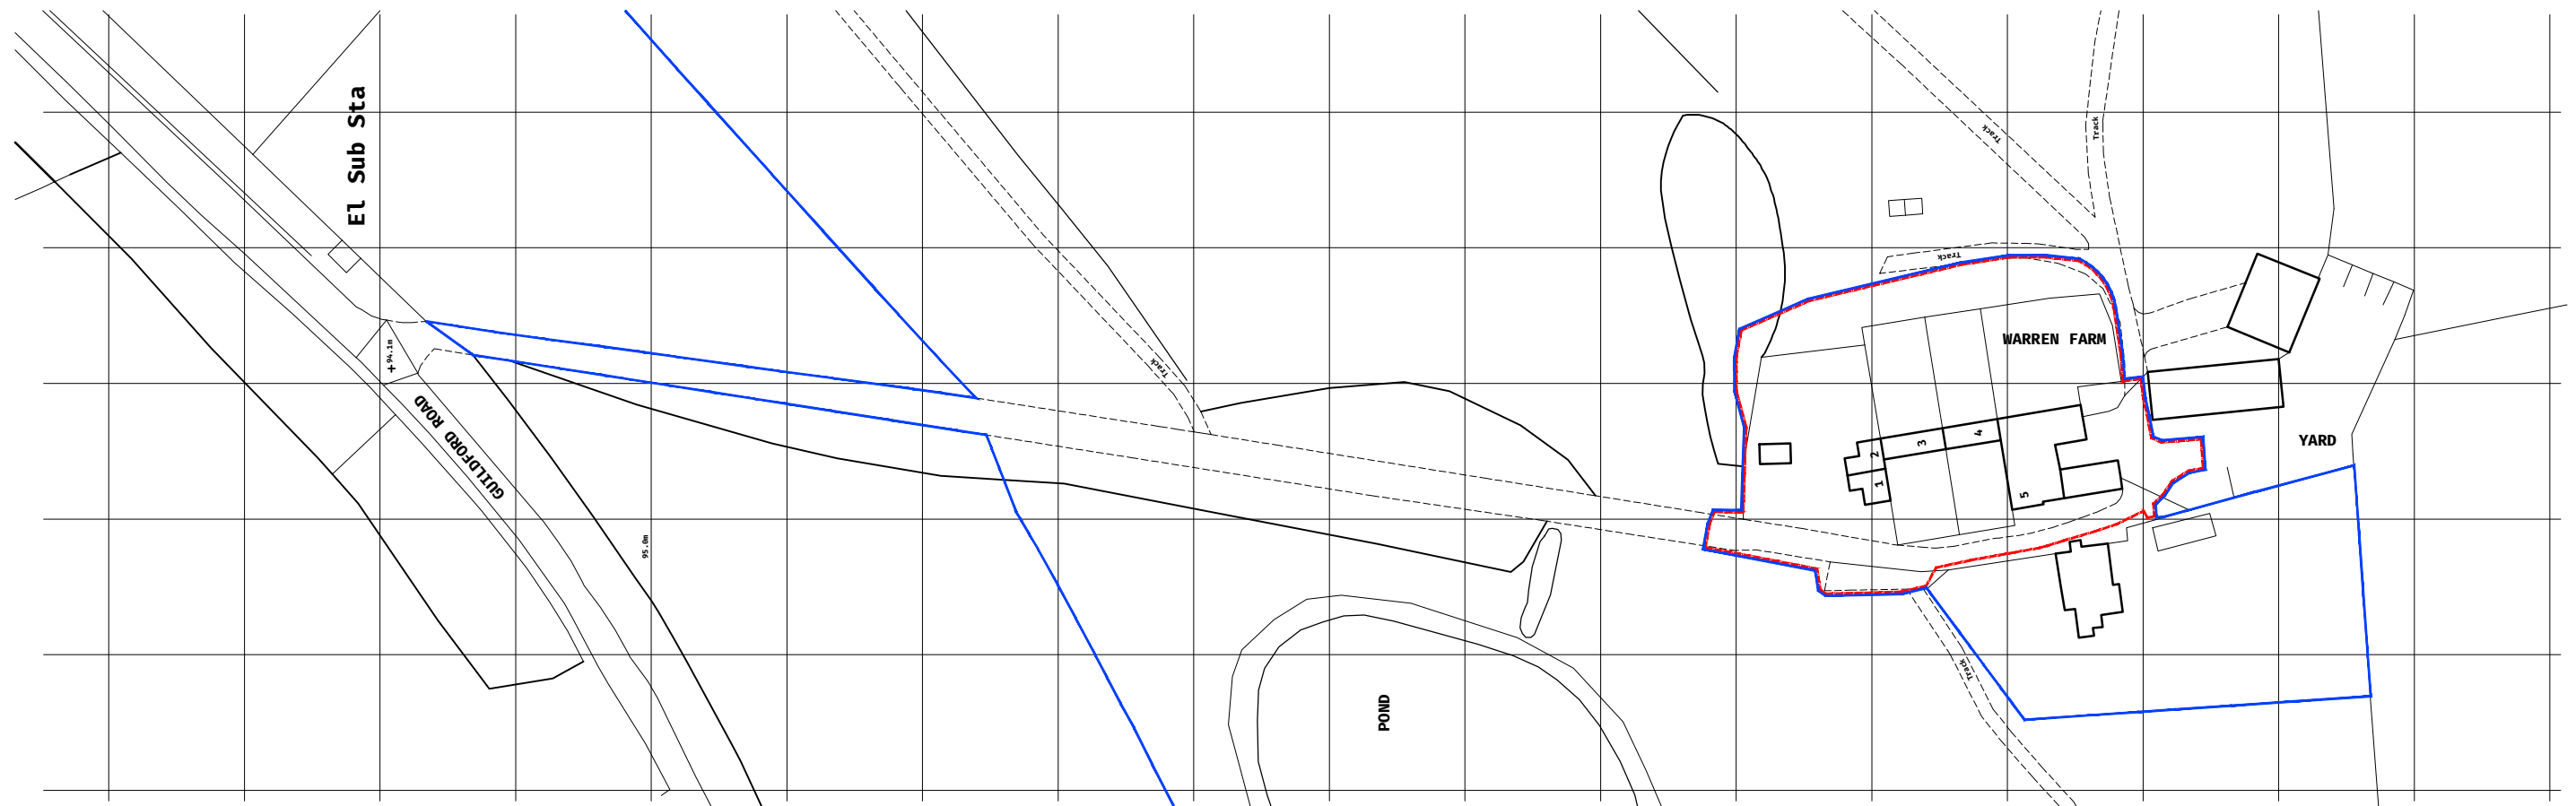 El Sub Sta
+94.1m
GUILDFORD ROAD
95.0m
Track
POND
Track
Track
Track
WARREN FARM
1
2
3
4
5
YARD
Track